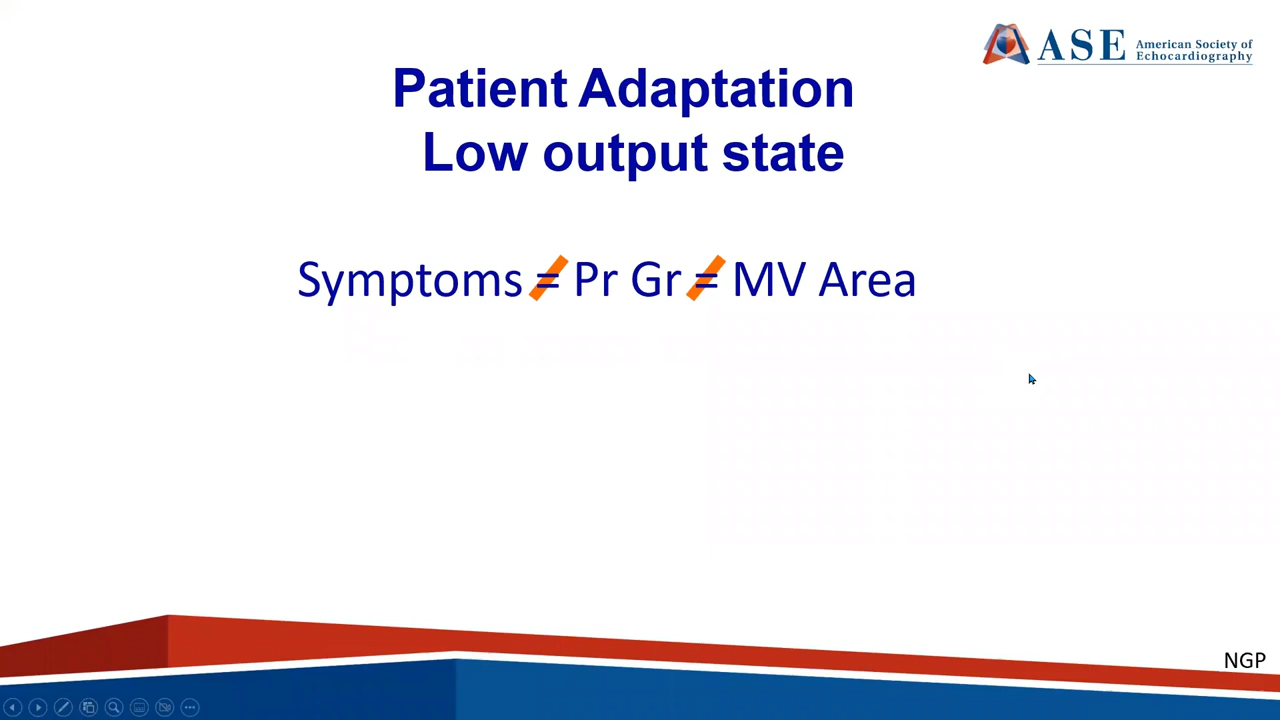 ASE American Society of
Echocardiography
Patient Adaptation
Low output state
Symptoms = Pr Gr = MV Area
NGP